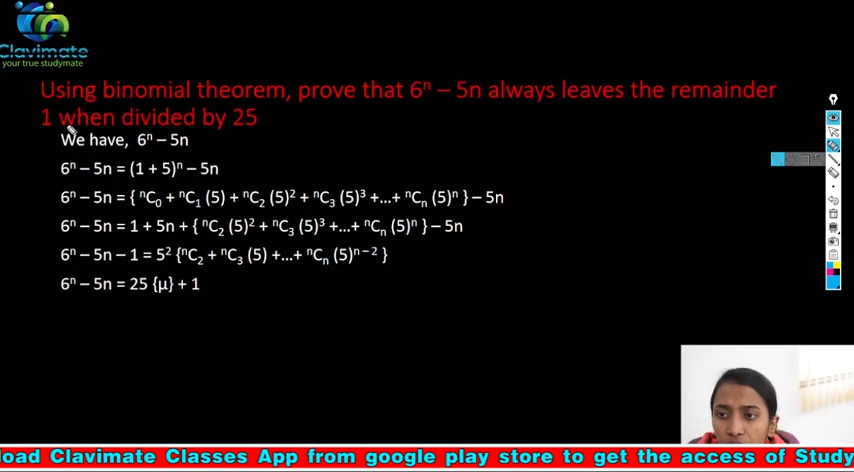 Clavimate
your true studymate
Using binomial theorem, prove that 6ⁿ – 5n always leaves the remainder
1 when divided by 25
We have, 6ⁿ – 5n
6ⁿ – 5n = (1 + 5)ⁿ – 5n
6ⁿ – 5n = { ⁿC₀ + ⁿC₁ (5) + ⁿC₂ (5)² + ⁿC₃ (5)³ +...+ ⁿCₙ (5)ⁿ } – 5n
6ⁿ – 5n = 1 + 5n + { ⁿC₂ (5)² + ⁿC₃ (5)³ +...+ ⁿCₙ (5)ⁿ } – 5n
6ⁿ – 5n – 1 = 5² {ⁿC₂ + ⁿC₃ (5) +...+ ⁿCₙ (5)ⁿ⁻² }
6ⁿ – 5n = 25 {μ} + 1
load Clavimate Classes App from google play store to get the access of Study